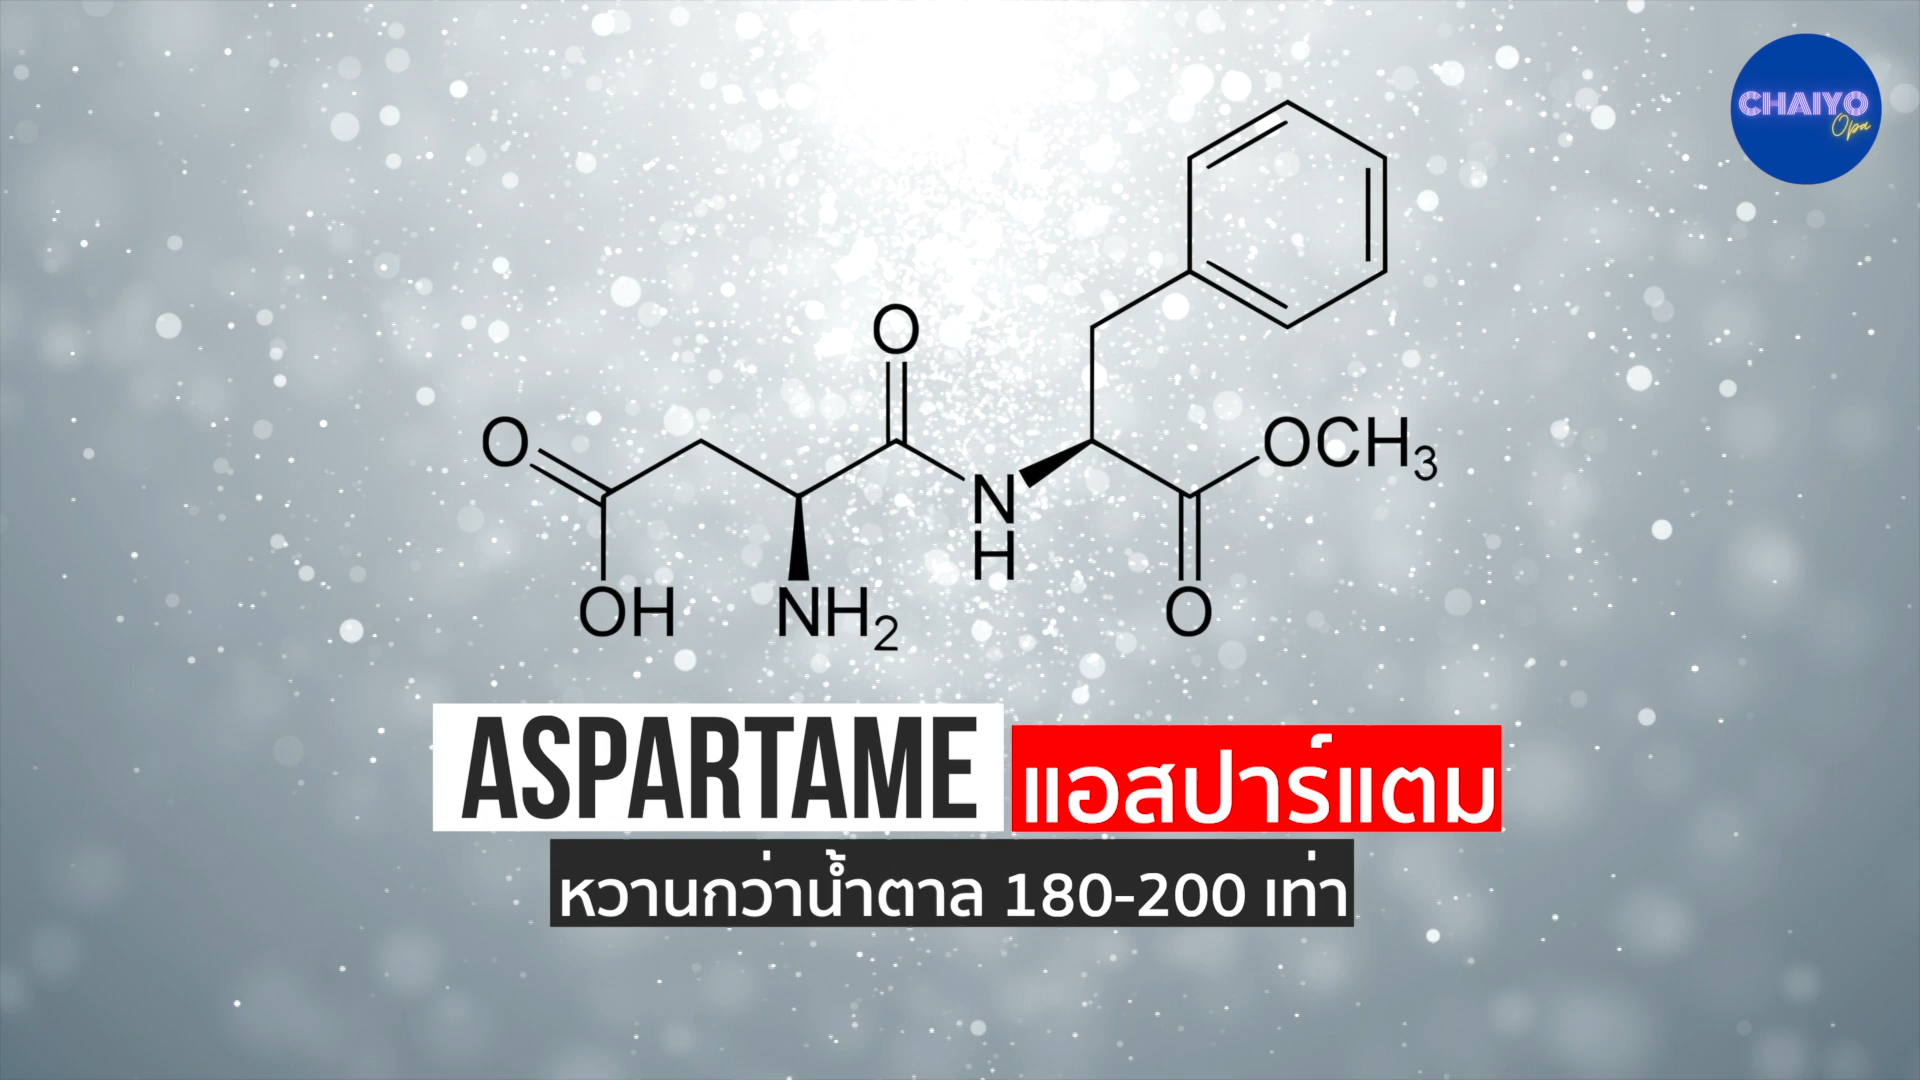 CHAIYO
Opa
O
O
OCH3
N
H
OH
NH2
O
ASPARTAME แอสปาร์แตม
หวานกว่าน้ำตาล 180-200 เท่า